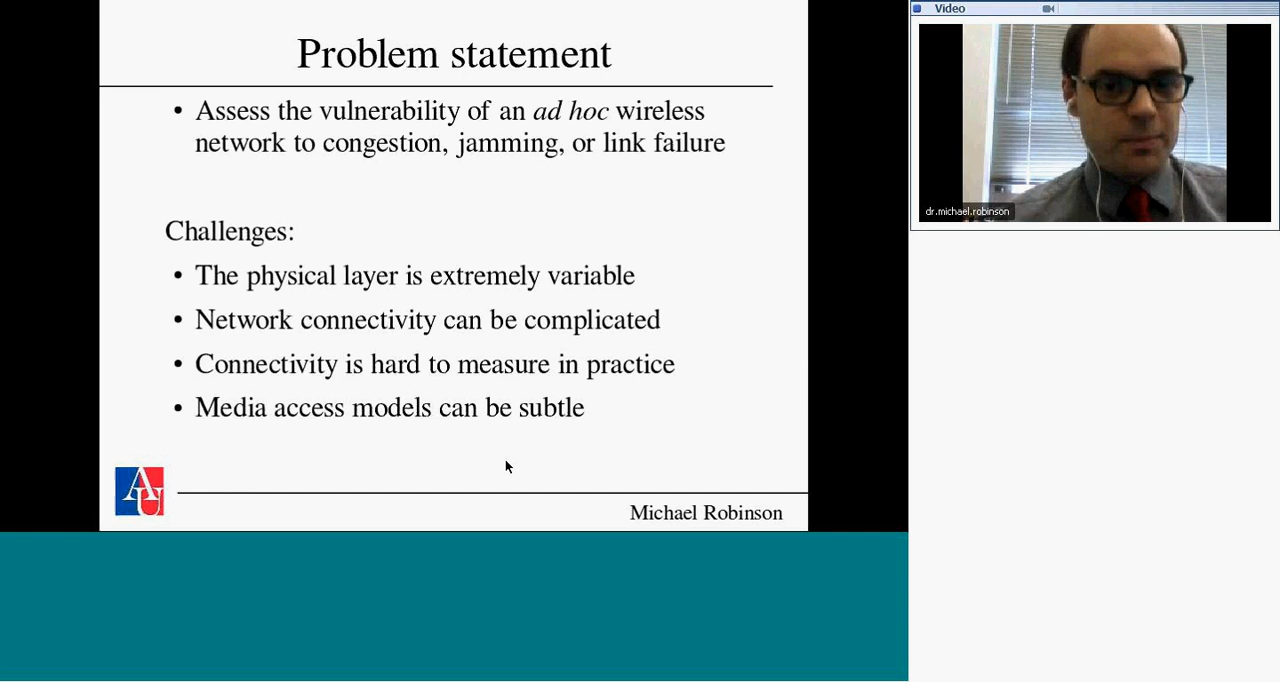 Problem statement
• Assess the vulnerability of an ad hoc wireless
network to congestion, jamming, or link failure
Challenges:
• The physical layer is extremely variable
• Network connectivity can be complicated
• Connectivity is hard to measure in practice
• Media access models can be subtle
AU
Michael Robinson
Video
dr.michael.robinson